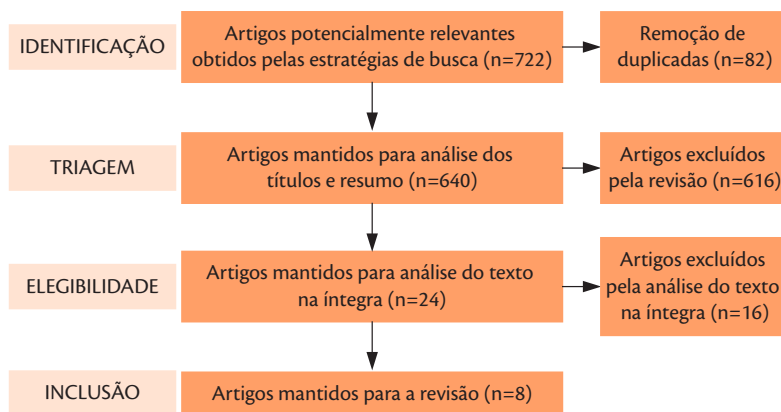 IDENTIFICAÇÃO
Artigos potencialmente relevantes
obtidos pelas estratégias de busca (n=722)
Remoção de
duplicadas (n=82)
TRIAGEM
Artigos mantidos para análise dos
títulos e resumo (n=640)
Artigos excluídos
pela revisão (n=616)
ELEGIBILIDADE
Artigos mantidos para análise do texto
na íntegra (n=24)
Artigos excluídos
pela análise do texto
na íntegra (n=16)
INCLUSÃO
Artigos mantidos para a revisão (n=8)